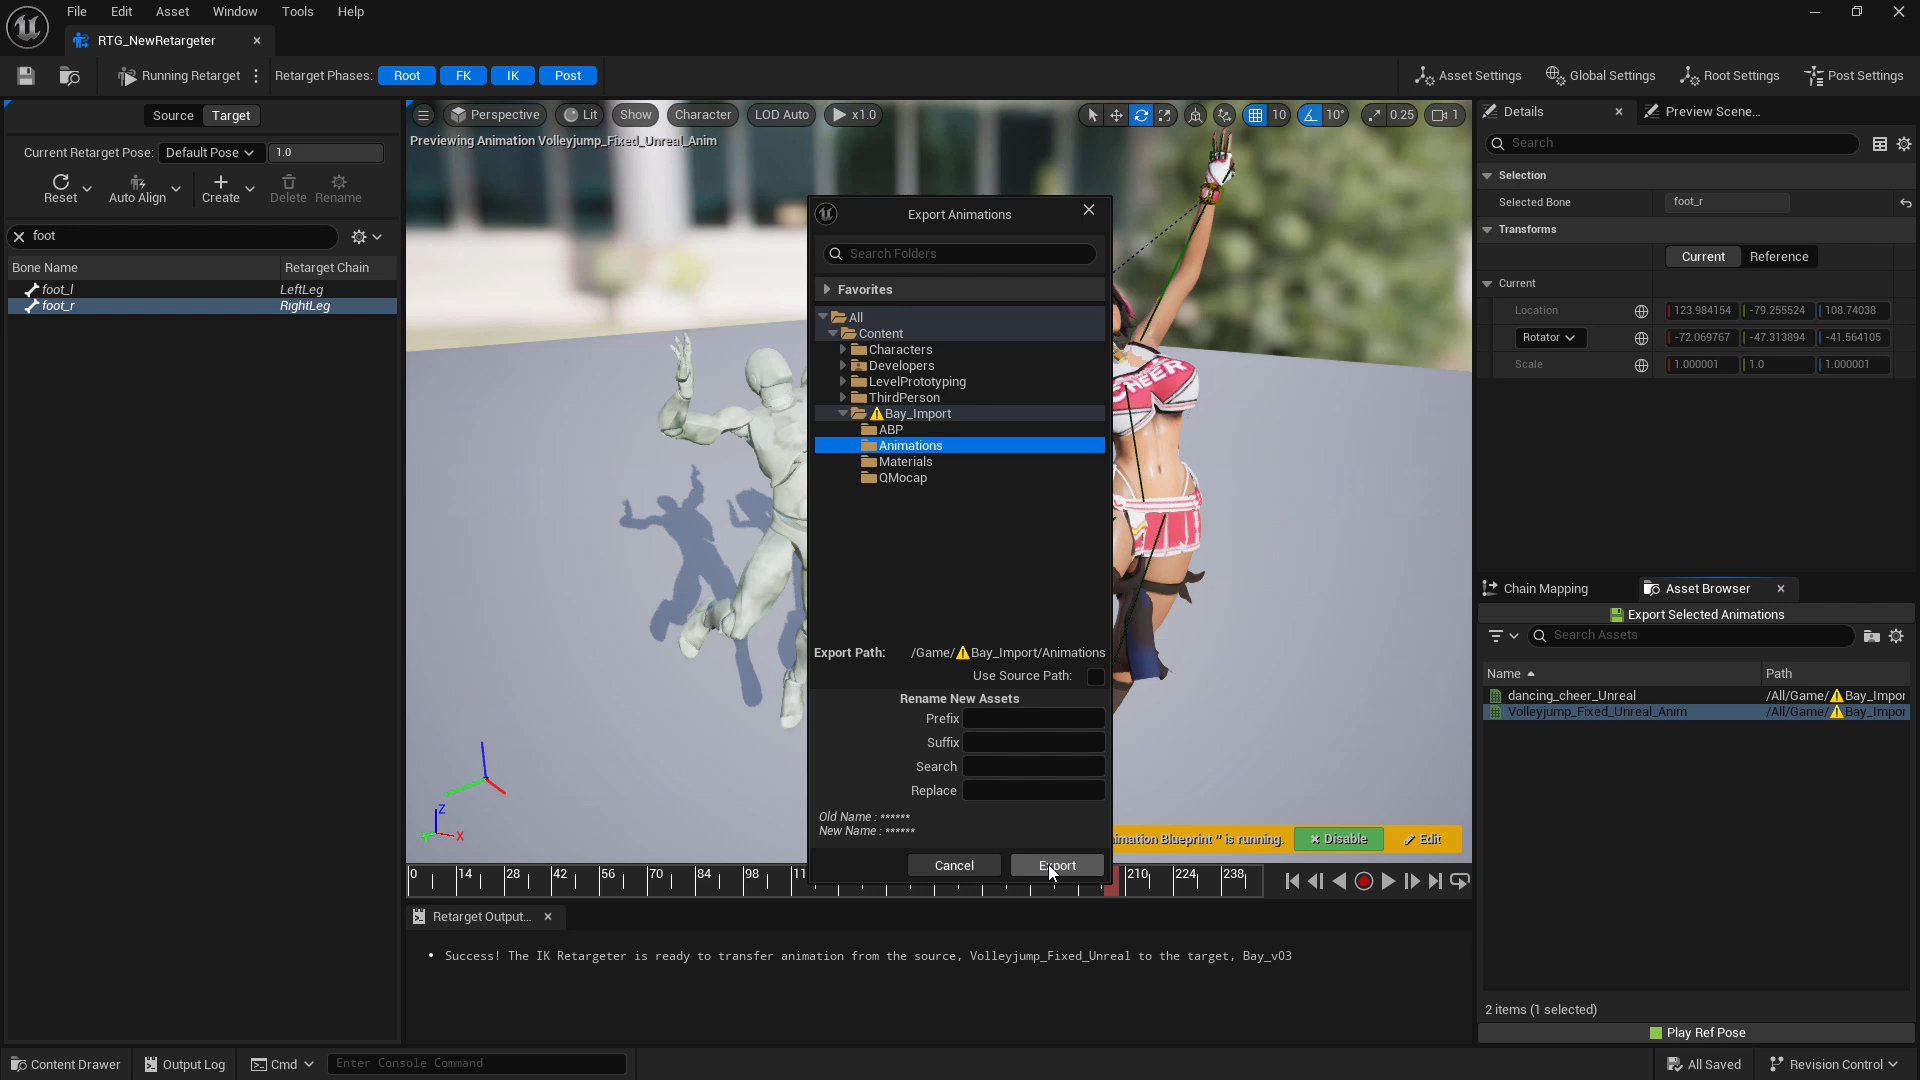 File Edit Asset Window Tools Help
RTG_NewRetargeter
Running Retarget
Retarget Phases: Root FK IK Post
Asset Settings Global Settings Root Settings Post Settings
Source Target
Current Retarget Pose: Default Pose 1.0
Reset Auto Align Create Delete Rename
foot
Bone Name Retarget Chain
foot_l LeftLeg
foot_r RightLeg
Perspective Lit Show Character LOD Auto x1.0
10 10° 0.25 1
Previewing Animation Volleyjump_Fixed_Unreal_Anim
CHEER
Export Animations
Search Folders
Favorites
All
Content
Characters
Developers
LevelPrototyping
ThirdPerson
Bay_Import
ABP
Animations
Materials
QMocap
Export Path: /Game/ Bay_Import/Animations
Use Source Path:
Rename New Assets
Prefix
Suffix
Search
Replace
Old Name : ******
New Name : ******
Cancel Export
imation Blueprint '' is running. Disable Edit
0 14 28 42 56 70 84 98 11 210 224 238
Z
X
Retarget Output...
• Success! The IK Retargeter is ready to transfer animation from the source, Volleyjump_Fixed_Unreal to the target, Bay_v03
Details Preview Scene...
Search
Selection
Selected Bone foot_r
Transforms
Current Reference
Current
Location 123.984154 -79.255524 108.74038
Rotator -72.069767 -47.313894 -41.564105
Scale 1.000001 1.0 1.000001
Chain Mapping Asset Browser
Export Selected Animations
Search Assets
Name Path
dancing_cheer_Unreal /All/Game/ Bay_Impor
Volleyjump_Fixed_Unreal_Anim /All/Game/ Bay_Impor
2 items (1 selected)
Play Ref Pose
Content Drawer Output Log Cmd Enter Console Command
All Saved Revision Control